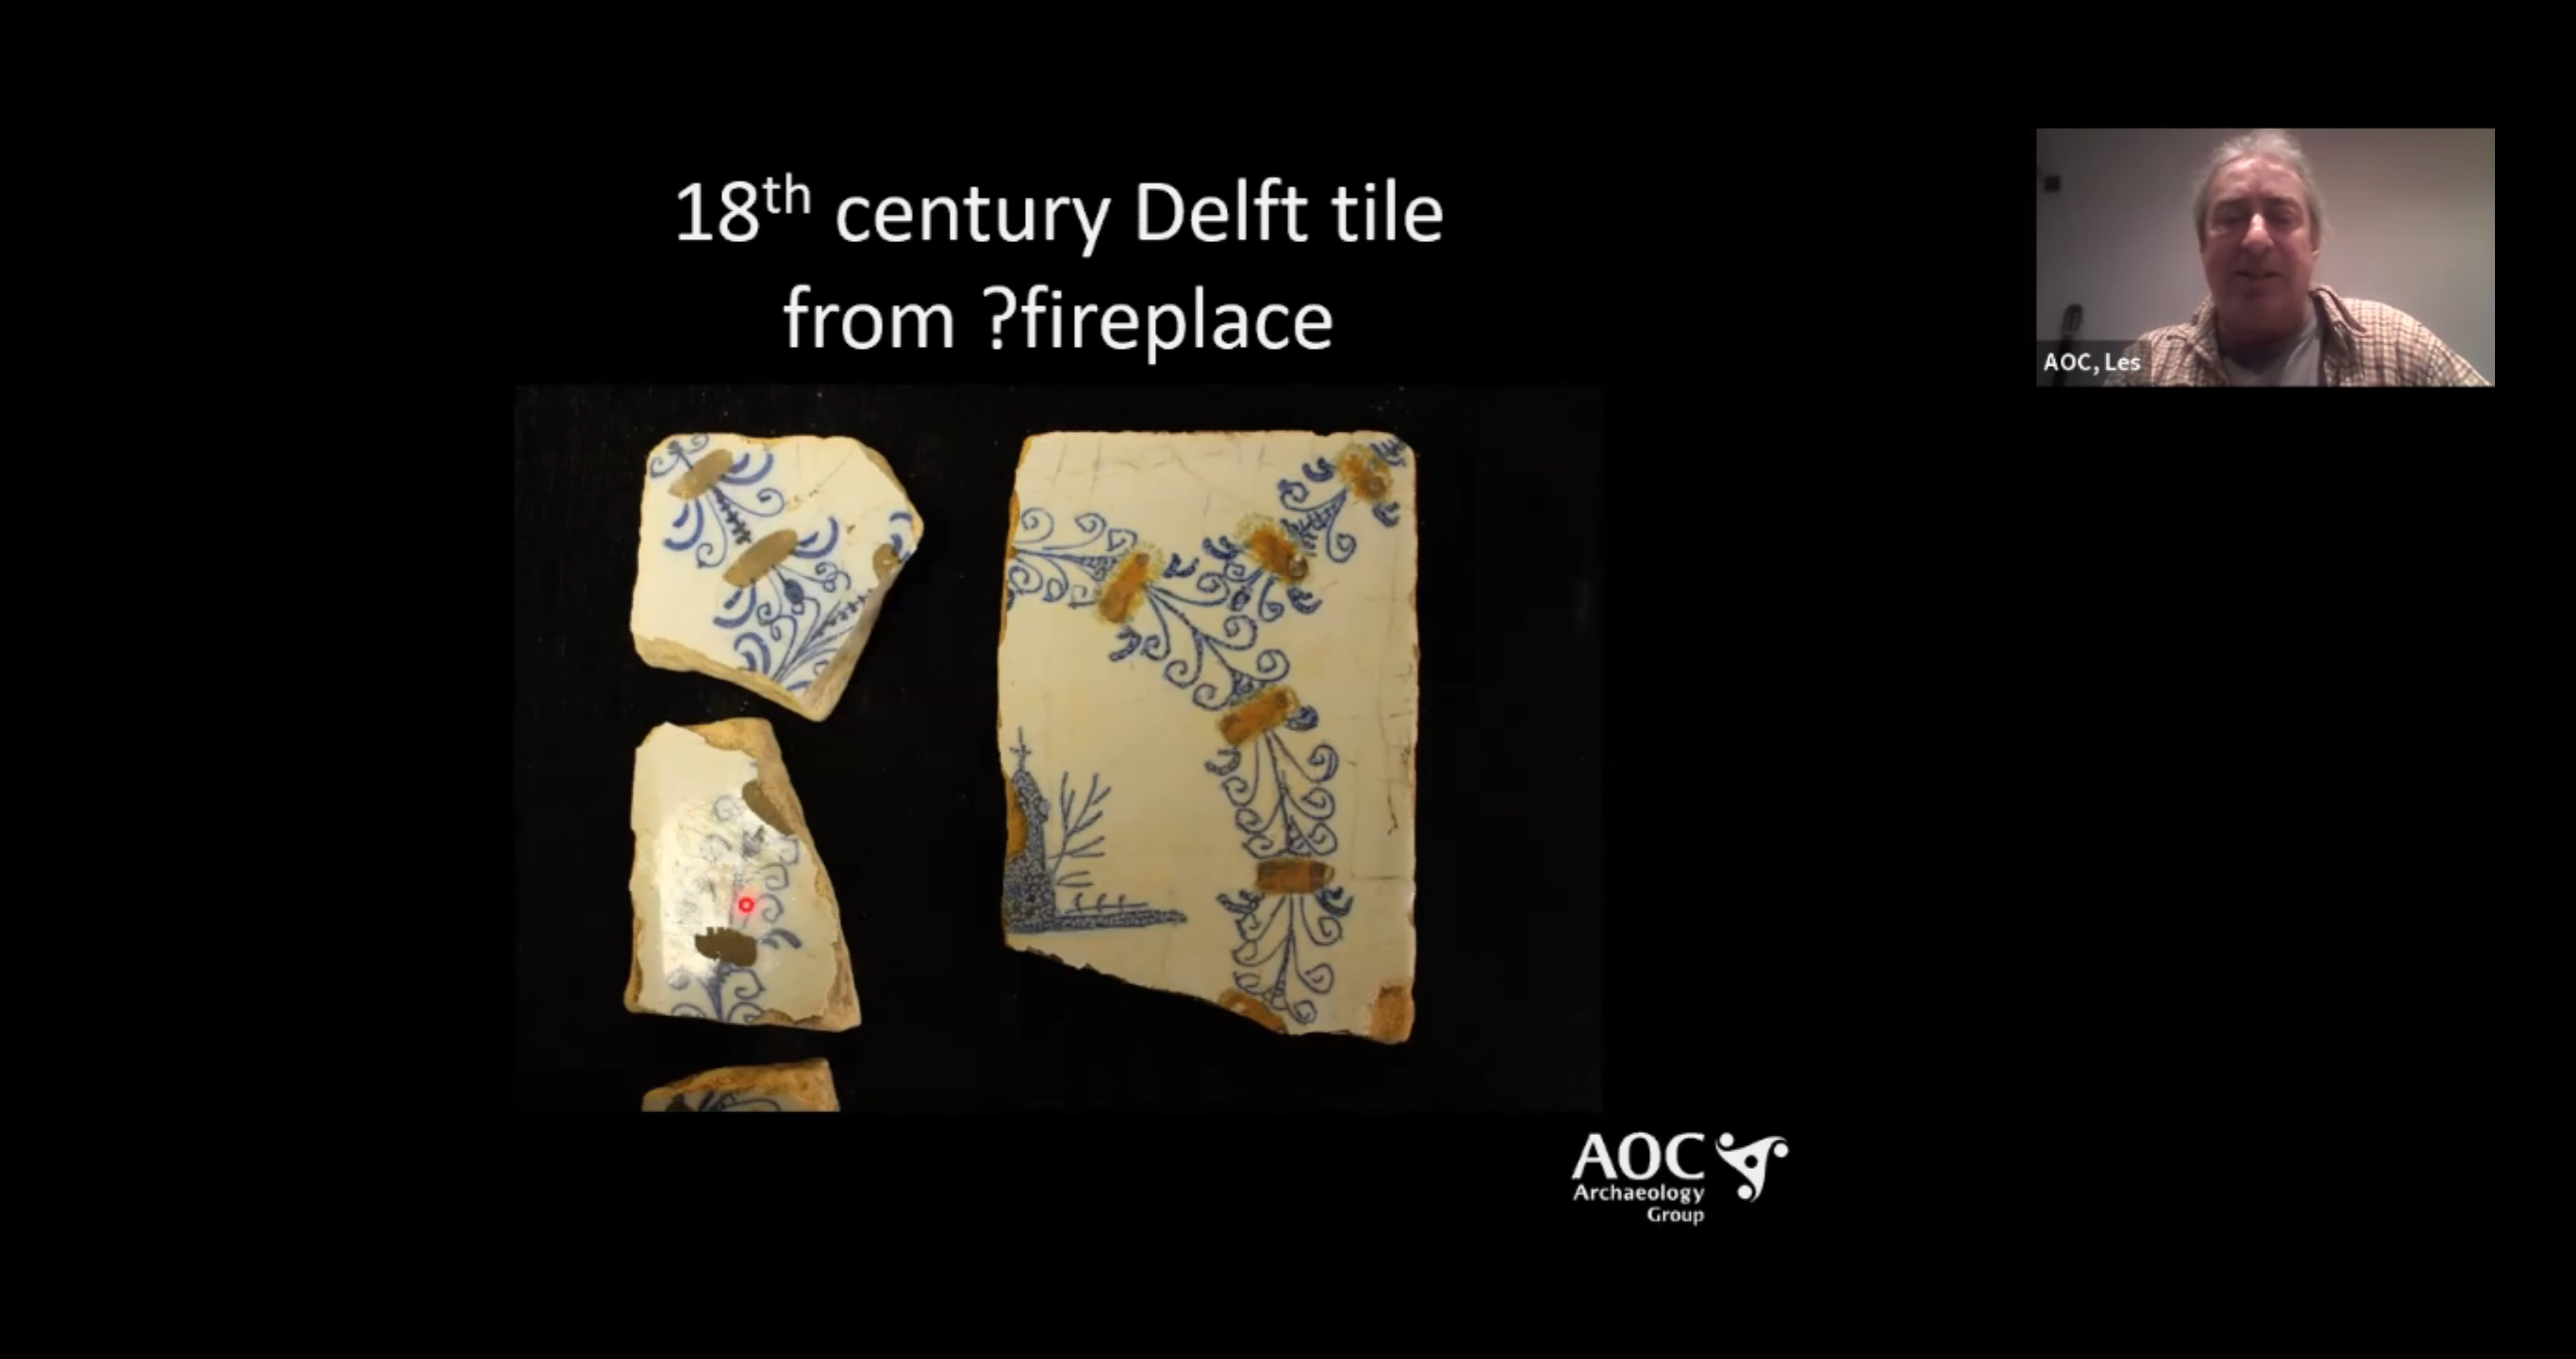 18th century Delft tile
from ?fireplace
AOC, Les
AOC
Archaeology
Group